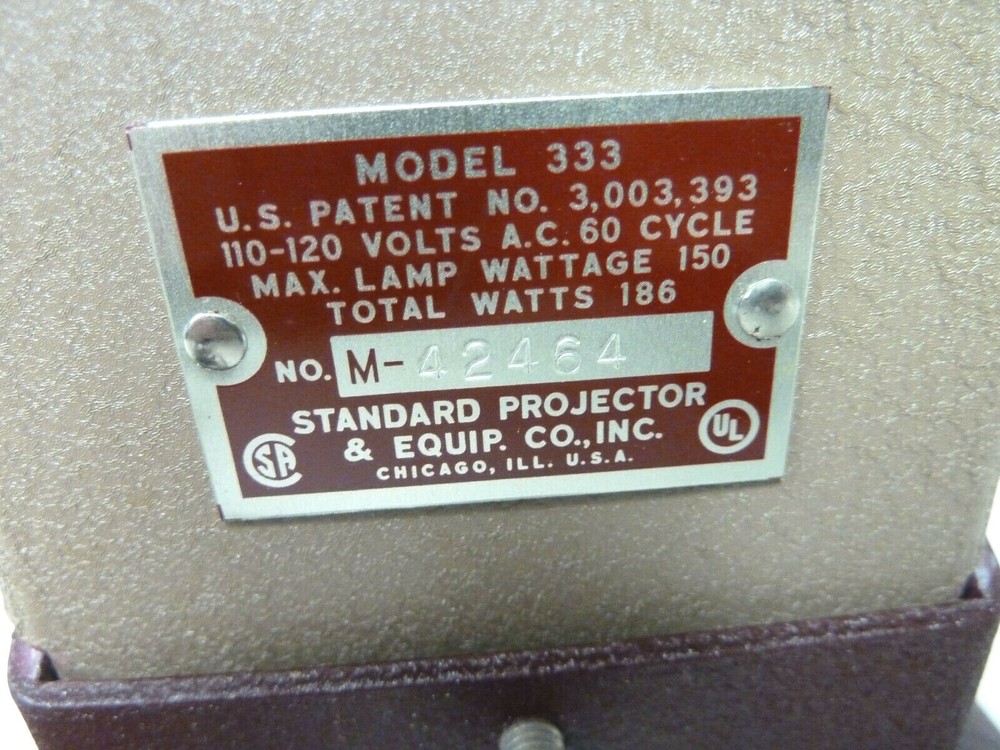 MODEL 333
U.S. PATENT NO. 3,003,393
110-120 VOLTS A.C. 60 CYCLE
MAX. LAMP WATTAGE 150
TOTAL WATTS 186
NO. M-42464
STANDARD PROJECTOR
& EQUIP. CO., INC.
CHICAGO, ILL. U.S.A.
SA
UL